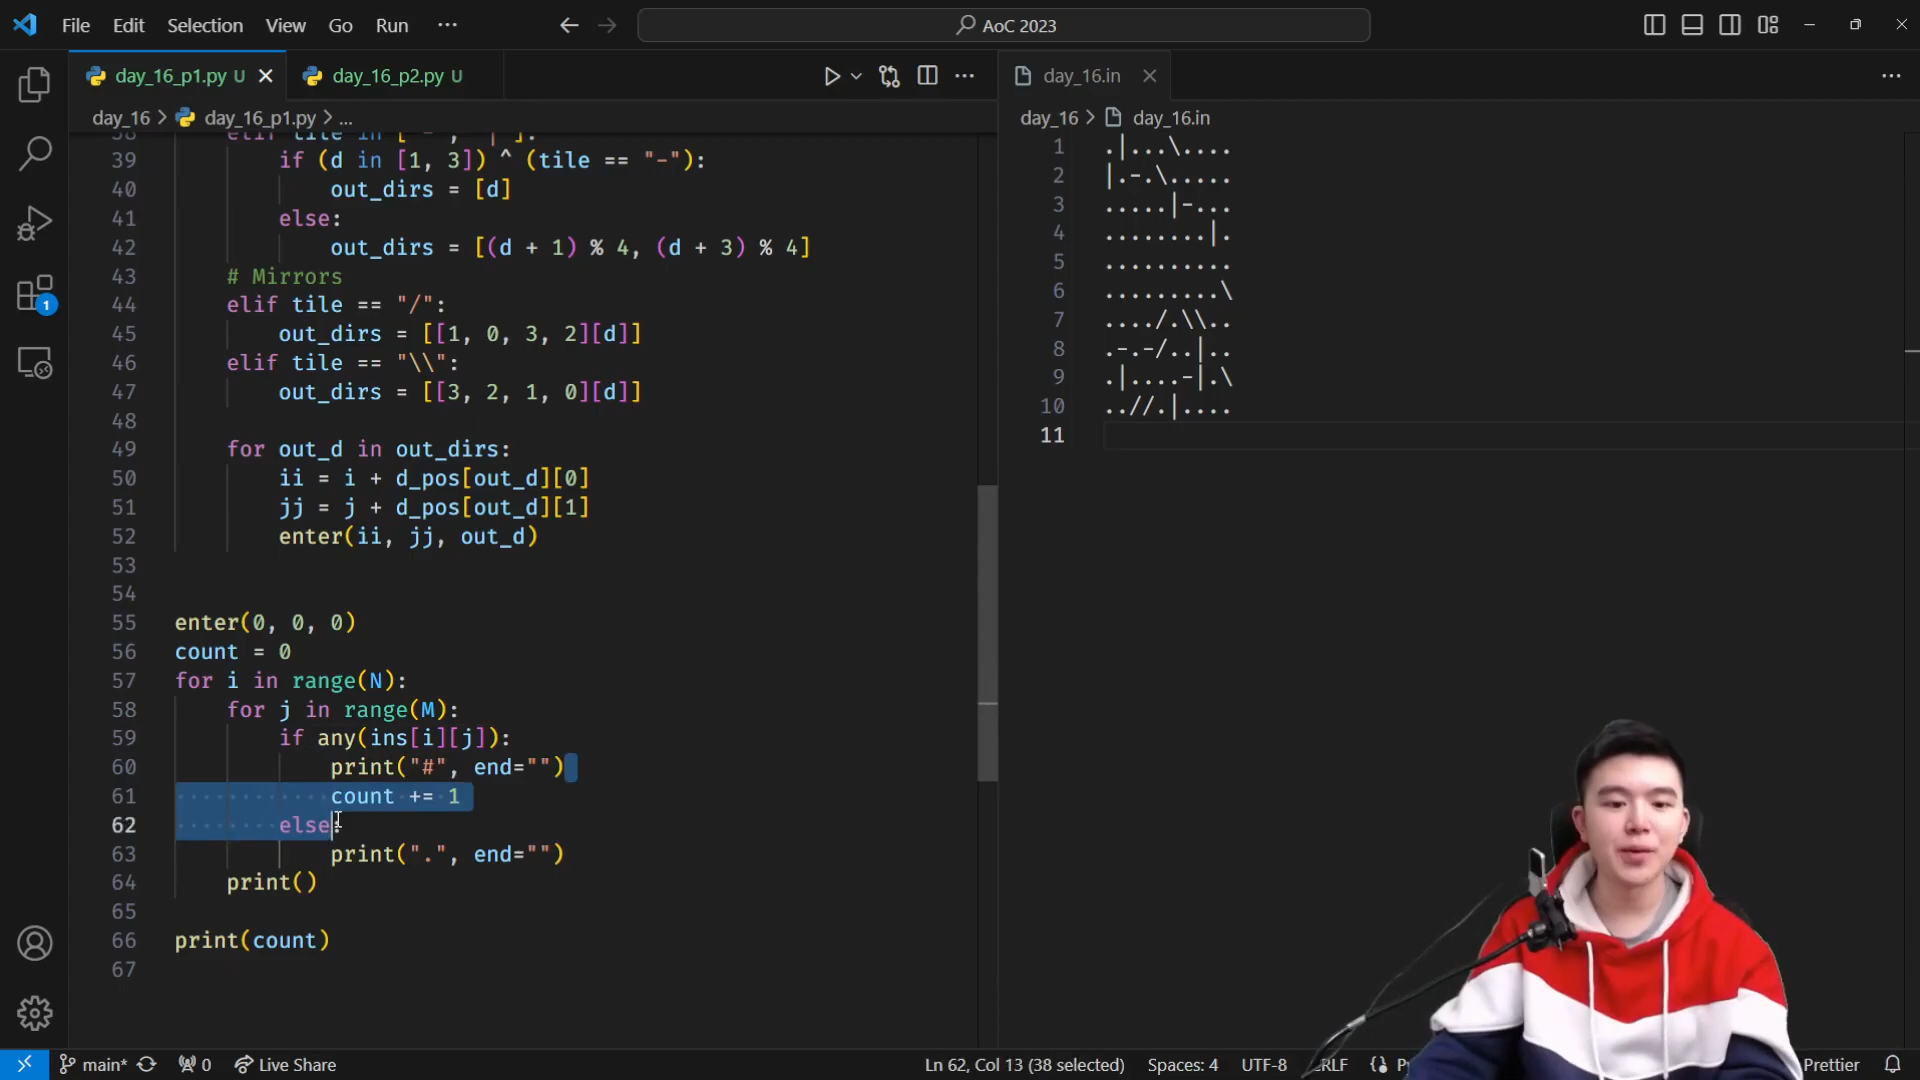 File Edit Selection View Go Run ···
AoC 2023
day_16_p1.py U
day_16_p2.py U
day_16.in
day_16 > day_16_p1.py > ...
day_16 > day_16.in
39 if (d in [1, 3]) ^ (tile == "-"):
40 out_dirs = [d]
41 else:
42 out_dirs = [(d + 1) % 4, (d + 3) % 4]
43 # Mirrors
44 elif tile == "/":
45 out_dirs = [[1, 0, 3, 2][d]]
46 elif tile == "\\":
47 out_dirs = [[3, 2, 1, 0][d]]
48
49 for out_d in out_dirs:
50 ii = i + d_pos[out_d][0]
51 jj = j + d_pos[out_d][1]
52 enter(ii, jj, out_d)
53
54
55 enter(0, 0, 0)
56 count = 0
57 for i in range(N):
58 for j in range(M):
59 if any(ins[i][j]):
60 print("#", end="")
61 count += 1
62 else:
63 print(".", end="")
64 print()
65
66 print(count)
67
1 .|...\....
2 |.-.\.....
3 .....|-...
4 ........|.
5 ..........
6 .........\
7 ..../.\\..
8 .-.-/..|..
9 .|....-|.\
10 ..//.|....
11
1
main* 0 Live Share
Ln 62, Col 13 (38 selected) Spaces: 4 UTF-8 CRLF Prettier